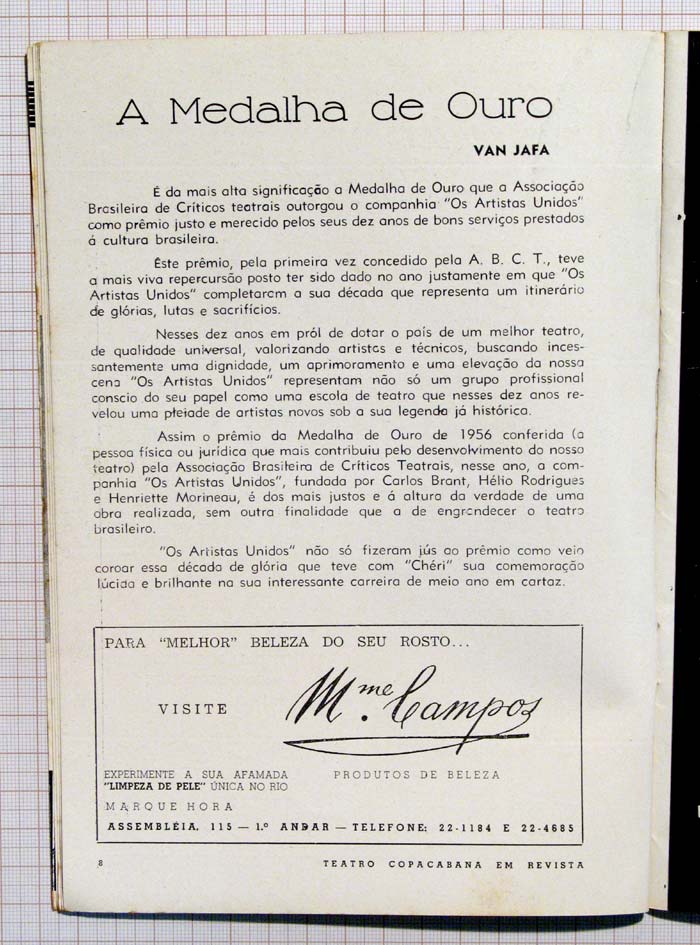 A Medalha de Ouro
VAN JAFA
É da mais alta significação a Medalha de Ouro que a Associação
Brasileira de Críticos teatrais outorgou o companhia "Os Artistas Unidos"
como prêmio justo e merecido pelos seus dez anos de bons serviços prestados
á cultura brasileira.
Êste prêmio, pela primeira vez concedido pela A. B. C. T., teve
a mais viva repercursão posto ter sido dado no ano justamente em que "Os
Artistas Unidos" completaram a sua década que representa um itinerário
de glórias, lutas e sacrifícios.
Nesses dez anos em pról de dotar o país de um melhor teatro,
de qualidade universal, valorizando artistas e técnicos, buscando inces-
santemente uma dignidade, um aprimoramento e uma elevação da nossa
cena "Os Artistas Unidos" representam não só um grupo profissional
conscio do seu papel como uma escola de teatro que nesses dez anos re-
velou uma pleiade de artistas novos sob a sua legenda já histórica.
Assim o prêmio da Medalha de Ouro de 1956 conferida (a
pessoa física ou jurídica que mais contribuiu pelo desenvolvimento do nosso
teatro) pela Associação Brasileira de Críticos Teatrais, nesse ano, a com-
panhia "Os Artistas Unidos", fundada por Carlos Brant, Hélio Rodrigues
e Henriette Morineau, é dos mais justos e á altura da verdade de uma
obra realizada, sem outra finalidade que a de engrandecer o teatro
brasileiro.
"Os Artistas Unidos" não só fizeram jús ao prêmio como veio
coroar essa década de glória que teve com "Chéri" sua comemoração
lúcida e brilhante na sua interessante carreira de meio ano em cartaz.
PARA "MELHOR" BELEZA DO SEU ROSTO...
VISITE
Mme. Campos
EXPERIMENTE A SUA AFAMADA
"LIMPEZA DE PELE" ÚNICA NO RIO
PRODUTOS DE BELEZA
MARQUE HORA
ASSEMBLÉIA, 115 — 1.º ANDAR — TELEFONE: 22-1184 E 22-4685
8
TEATRO COPACABANA EM REVISTA